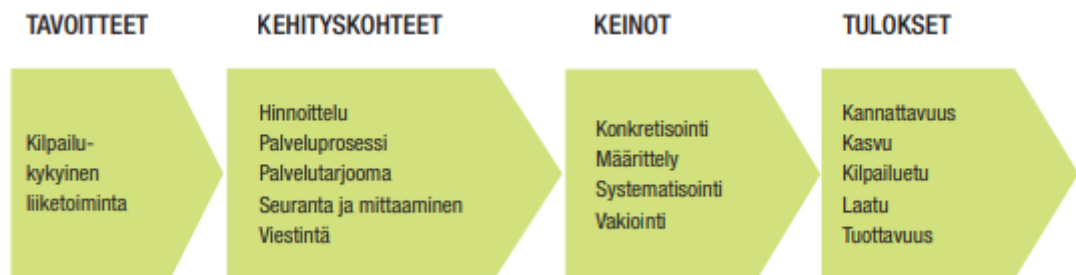 TAVOITTEET
Kilpailu-
kykyinen
liiketoiminta
KEHITYSKOHTEET
Hinnoittelu
Palveluprosessi
Palvelutarjooma
Seuranta ja mittaaminen
Viestintä
KEINOT
Konkretisointi
Määrittely
Systematisointi
Vakiointi
TULOKSET
Kannattavuus
Kasvu
Kilpailuetu
Laatu
Tuottavuus